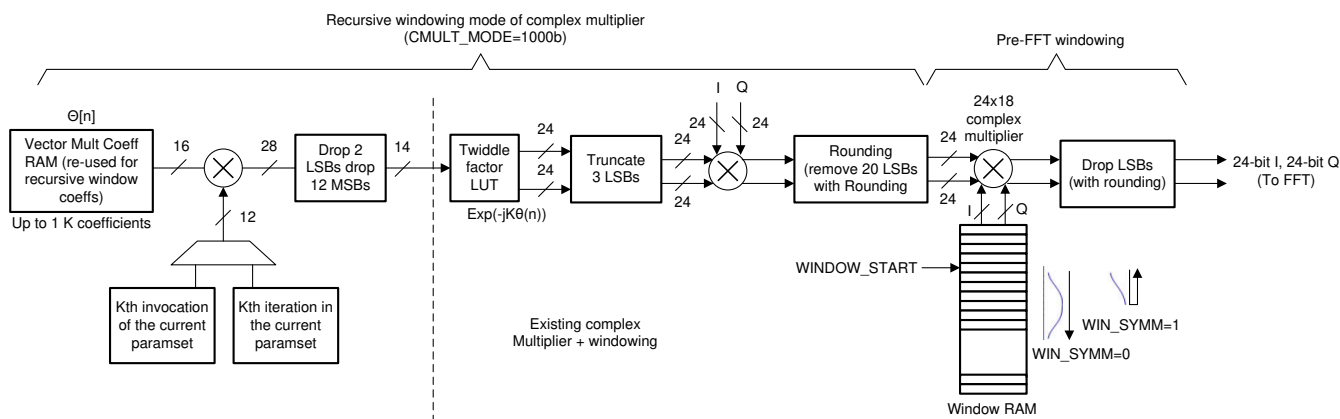 Recursive windowing mode of complex multiplier
(CMULT_MODE=1000b)
Pre-FFT windowing
Θ[n]
Vector Mult Coeff
RAM (re-used for
recursive window
coeffs)
Up to 1 K coefficients
16
28
12
Drop 2
LSBs drop
12 MSBs
14
Kth invocation
of the current
paramset
Kth iteration in
the current
paramset
Twiddle
factor
LUT
Exp(-jKθ(n))
24
24
Truncate
3 LSBs
24
24
I
Q
24
24
Rounding
(remove 20 LSBs
with Rounding
24
24
24x18
complex
multiplier
I
Q
Drop LSBs
(with rounding)
24-bit I, 24-bit Q
(To FFT)
WINDOW_START
WIN_SYMM=1
WIN_SYMM=0
Window RAM
Existing complex
Multiplier + windowing